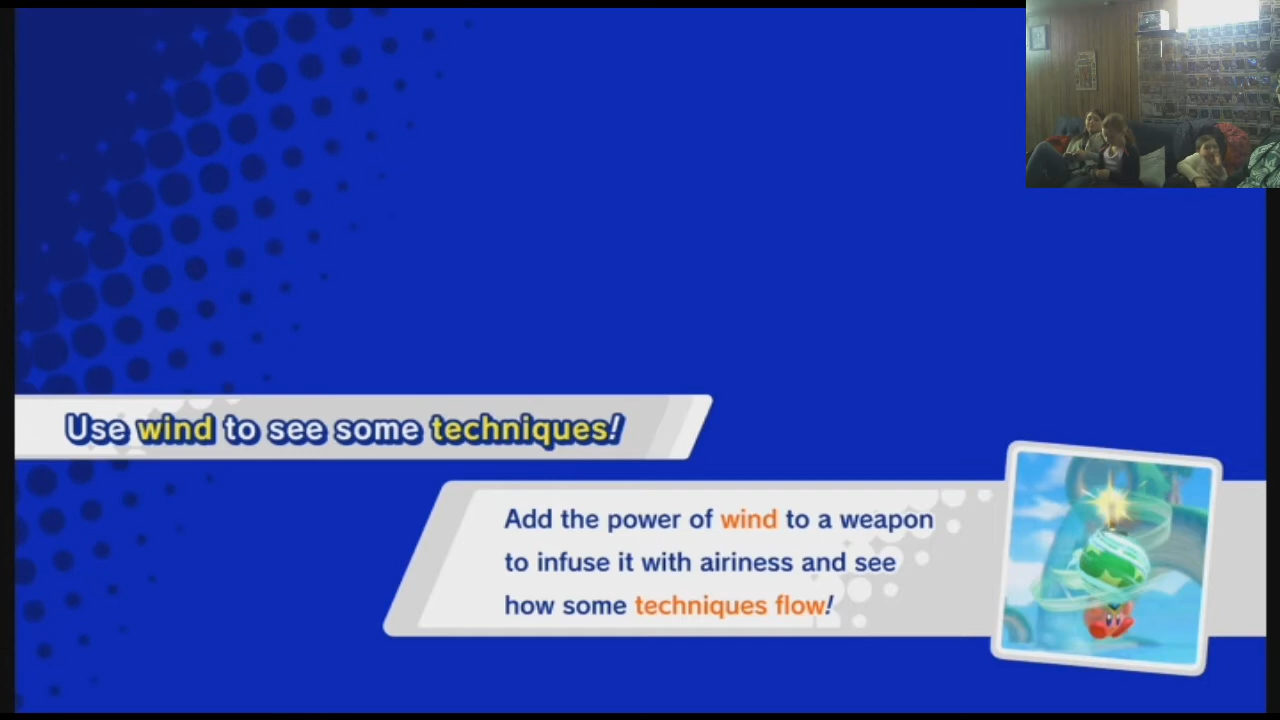 Use wind to see some techniques!
Add the power of wind to a weapon
to infuse it with airiness and see
how some techniques flow!